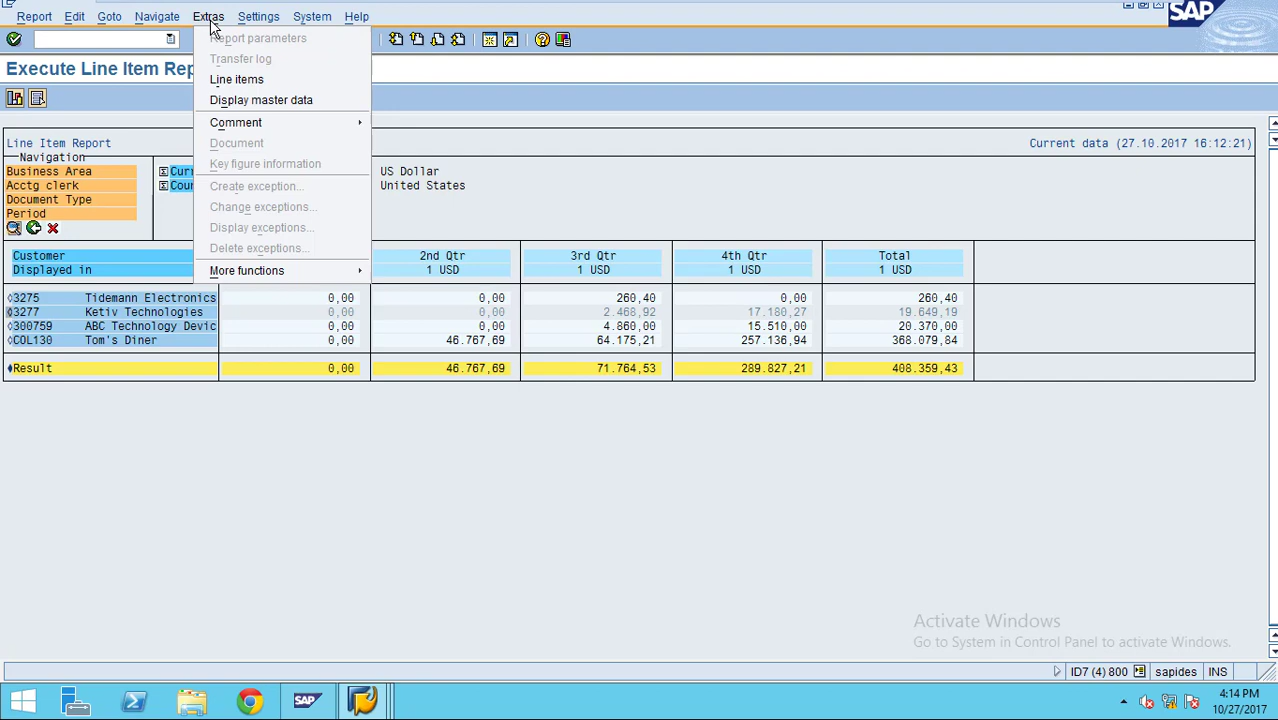 Report Edit Goto Navigate Extras Settings System Help
SAP
Report parameters
Transfer log
Execute Line Item Rep
Line items
Display master data
Comment
Document
Key figure information
Create exception...
Change exceptions...
Display exceptions...
Delete exceptions...
More functions
Line Item Report Current data (27.10.2017 16:12:21)
Navigation
Business Area Curr US Dollar
Acctg clerk Coun United States
Document Type
Period
Customer 2nd Qtr 3rd Qtr 4th Qtr Total
Displayed in 1 USD 1 USD 1 USD 1 USD
3275 Tidemann Electronics 0,00 0,00 260,40 0,00 260,40
3277 Ketiv Technologies 0,00 0,00 2.468,92 17.180,27 19.649,19
300759 ABC Technology Devic 0,00 0,00 4.860,00 15.510,00 20.370,00
COL130 Tom's Diner 0,00 46.767,69 64.175,21 257.136,94 368.079,84
Result 0,00 46.767,69 71.764,53 289.827,21 408.359,43
Activate Windows
Go to System in Control Panel to activate Windows.
ID7 (4) 800 sapides INS
SAP
4:14 PM
10/27/2017